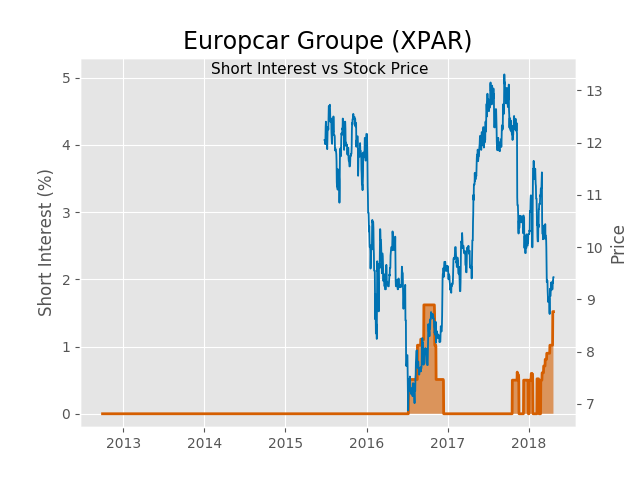 Europcar Groupe (XPAR)
Short Interest vs Stock Price
Short Interest (%)
5
4
3
2
1
0
13
12
11
10
9
8
7
Price
2013 2014 2015 2016 2017 2018